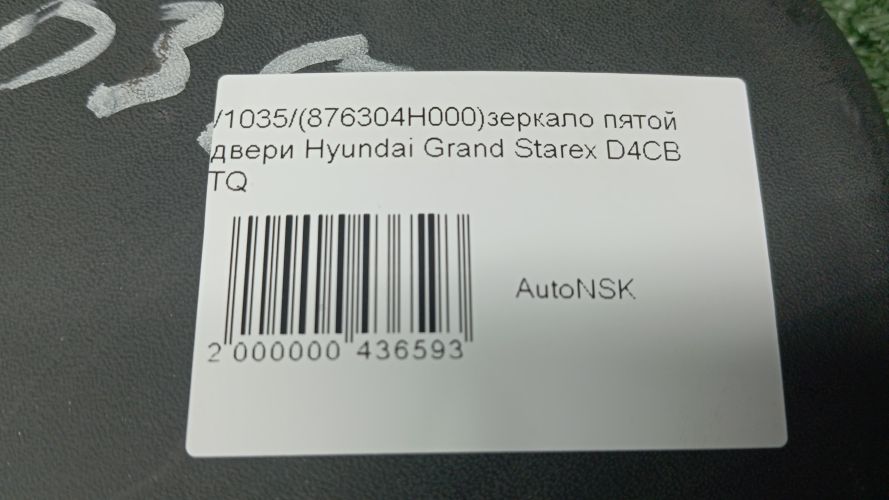 /1035/(876304H000)зеркало пятой
двери Hyundai Grand Starex D4CB
TQ
AutoNSK
2 000000 436593